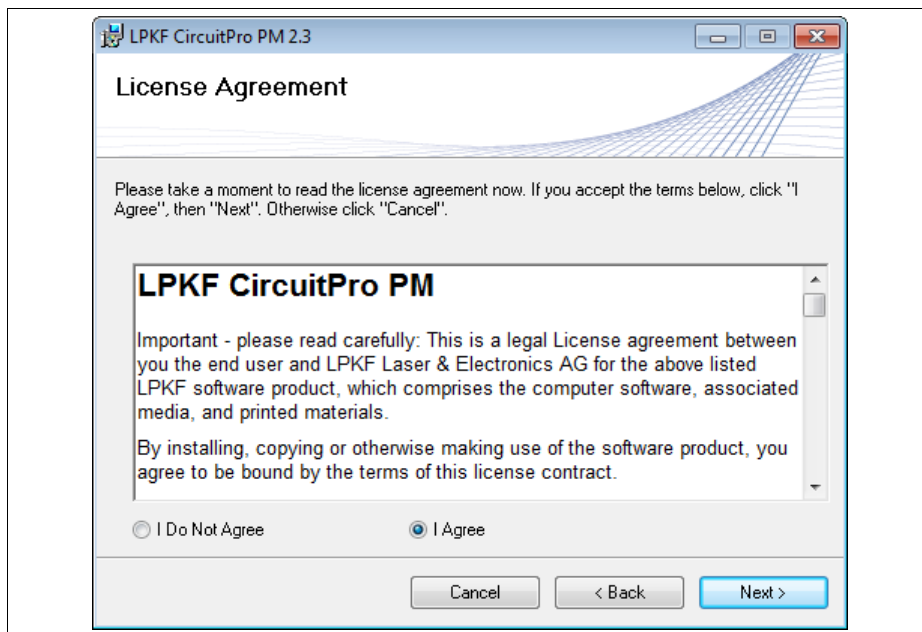 LPKF CircuitPro PM 2.3
License Agreement
Please take a moment to read the license agreement now. If you accept the terms below, click "I
Agree", then "Next". Otherwise click "Cancel".
LPKF CircuitPro PM
Important - please read carefully: This is a legal License agreement between
you the end user and LPKF Laser & Electronics AG for the above listed
LPKF software product, which comprises the computer software, associated
media, and printed materials.
By installing, copying or otherwise making use of the software product, you
agree to be bound by the terms of this license contract.
I Do Not Agree
I Agree
Cancel
< Back
Next >